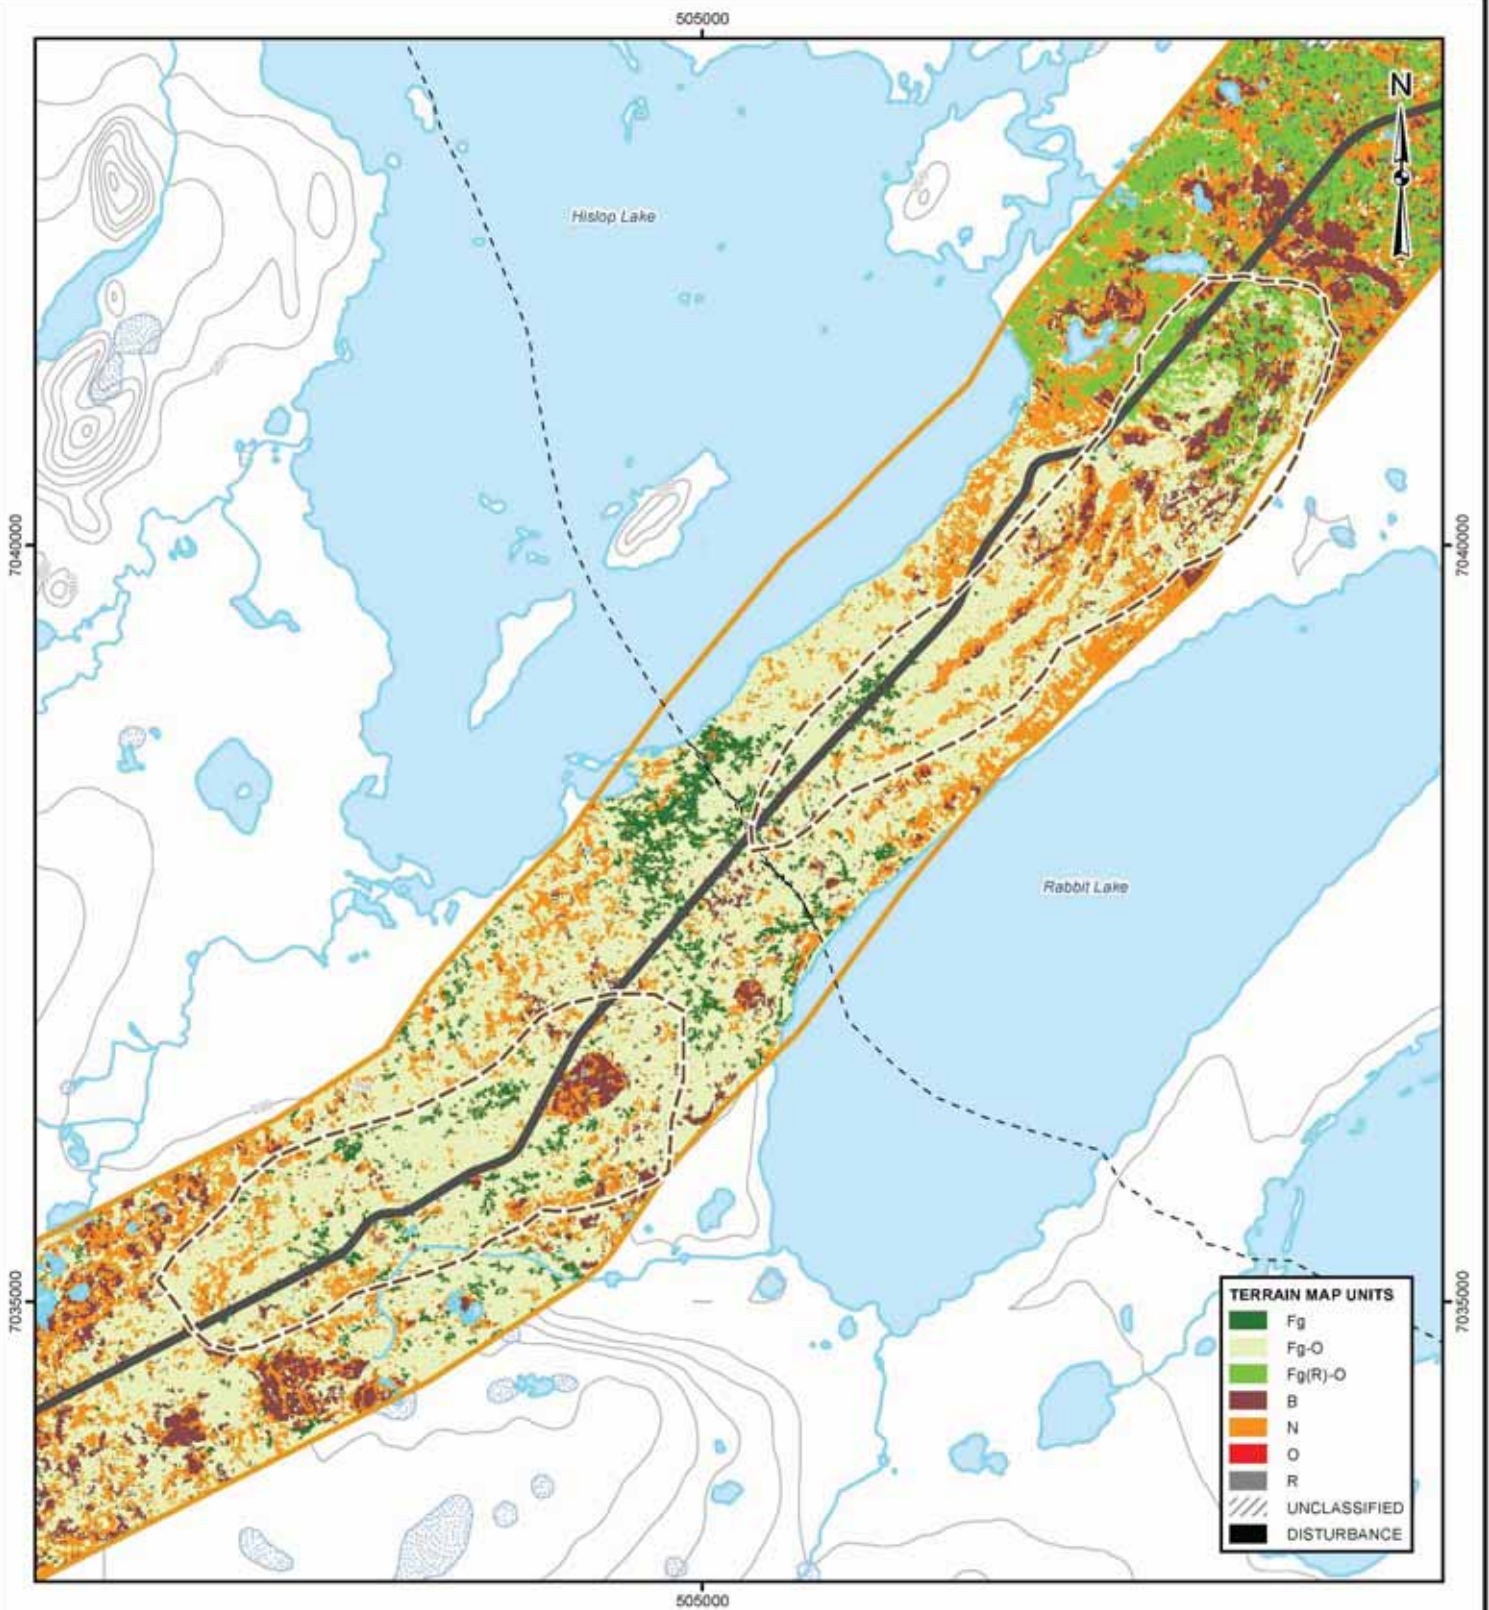 505000
N
Hislop Lake
7040000
7040000
Rabbit Lake
7035000
7035000
TERRAIN MAP UNITS
Fg
Fg-O
Fg(R)-O
B
N
O
R
UNCLASSIFIED
DISTURBANCE
505000